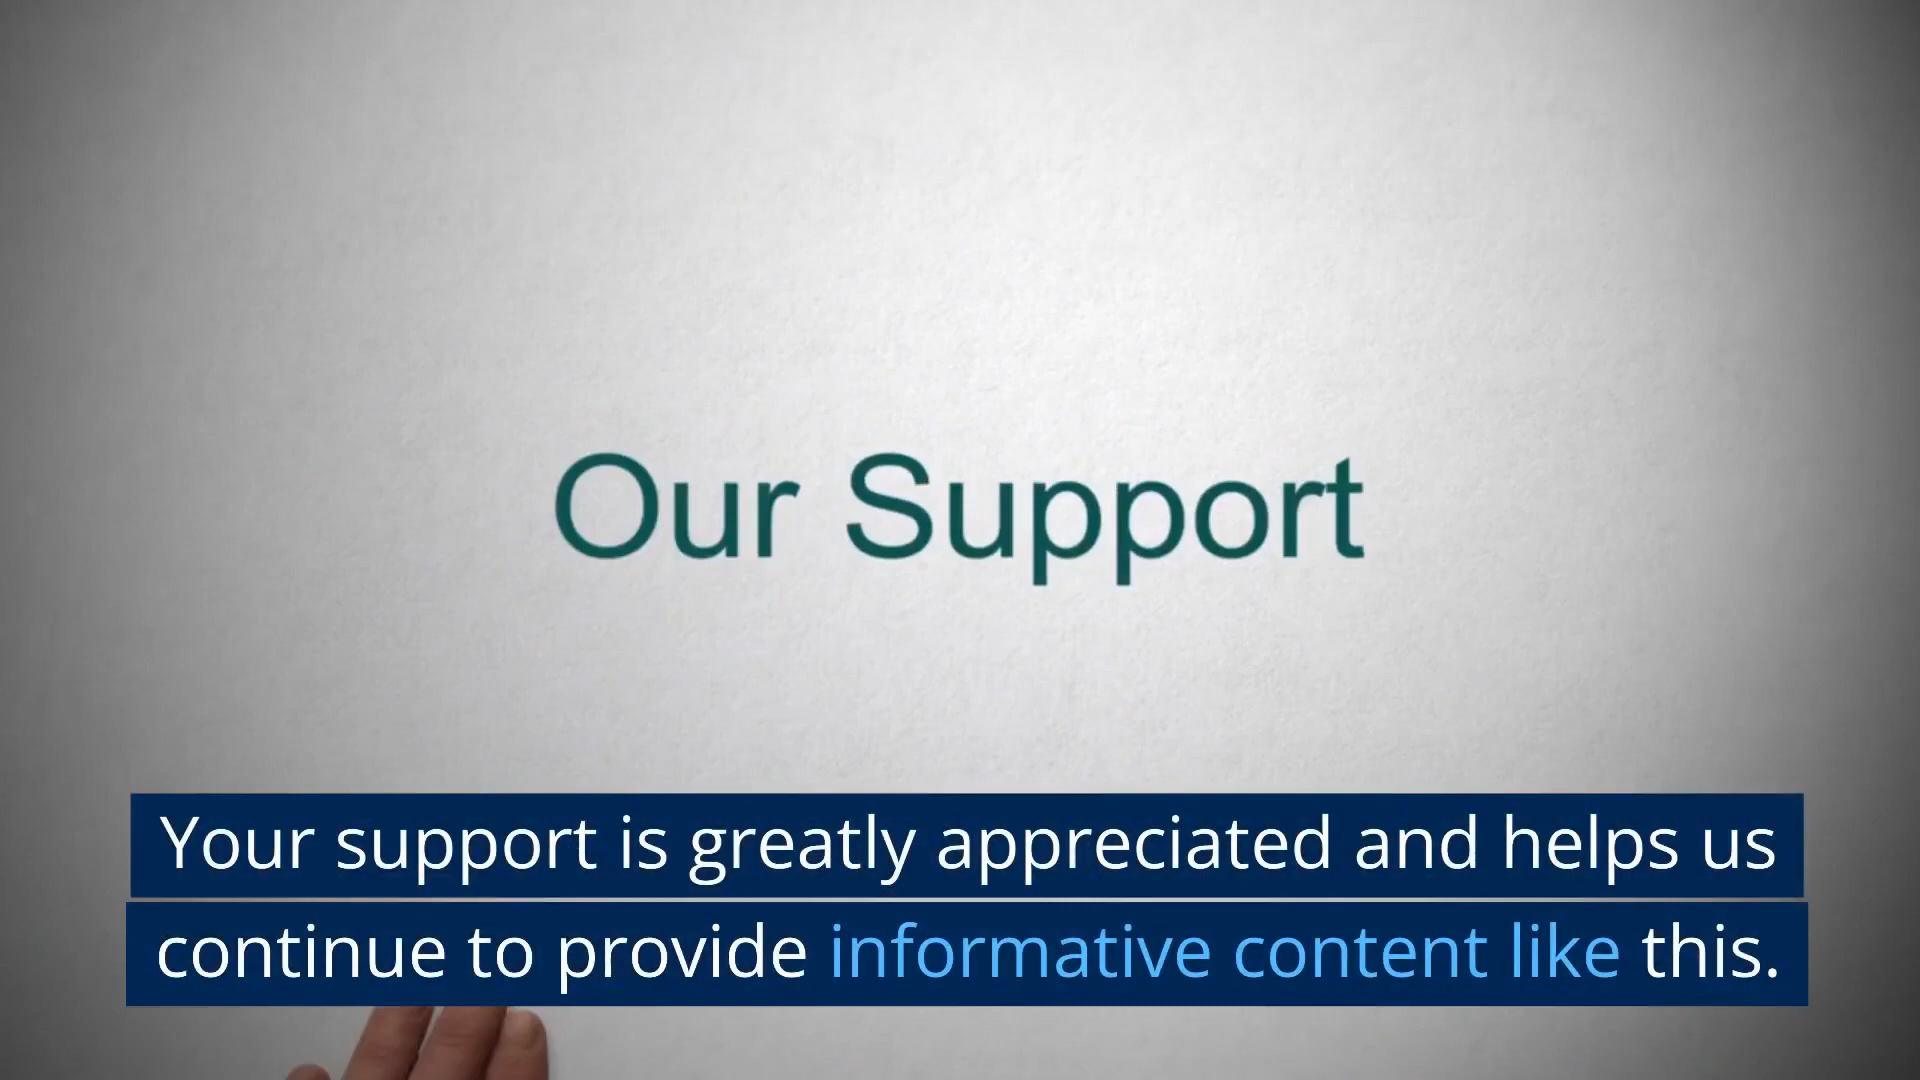 Our Support
Your support is greatly appreciated and helps us
continue to provide informative content like this.